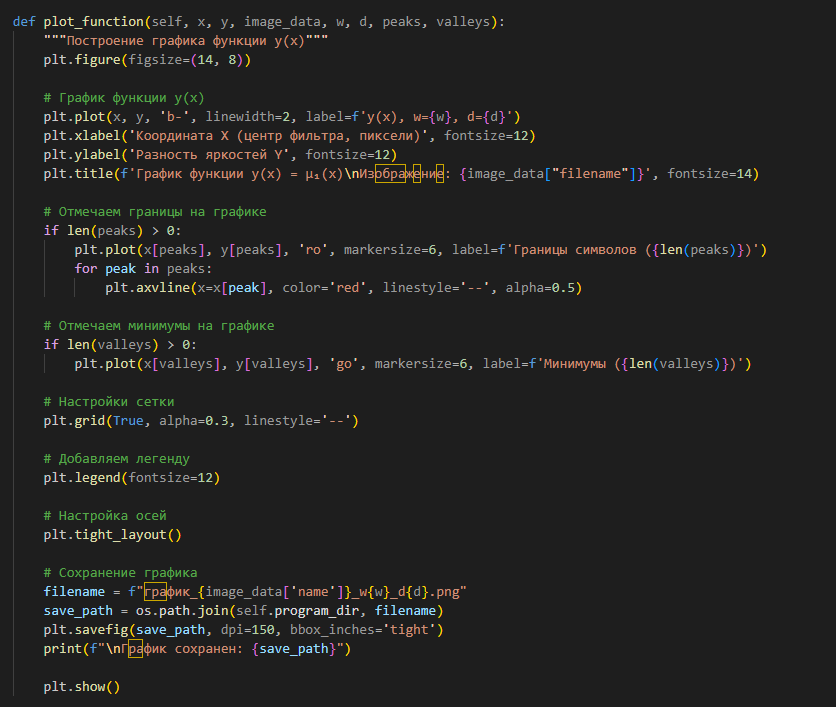 def plot_function(self, x, y, image_data, w, d, peaks, valleys):
    """Построение графика функции y(x)"""
    plt.figure(figsize=(14, 8))

    # График функции y(x)
    plt.plot(x, y, 'b-', linewidth=2, label=f'y(x), w={w}, d={d}')
    plt.xlabel('Координата X (центр фильтра, пиксели)', fontsize=12)
    plt.ylabel('Разность яркостей Y', fontsize=12)
    plt.title(f'График функции y(x) = μ₁(x)\nИзображение: {image_data["filename"]}', fontsize=14)

    # Отмечаем границы на графике
    if len(peaks) > 0:
        plt.plot(x[peaks], y[peaks], 'ro', markersize=6, label=f'Границы символов ({len(peaks)})')
        for peak in peaks:
            plt.axvline(x=x[peak], color='red', linestyle='--', alpha=0.5)

    # Отмечаем минимумы на графике
    if len(valleys) > 0:
        plt.plot(x[valleys], y[valleys], 'go', markersize=6, label=f'Минимумы ({len(valleys)})')

    # Настройки сетки
    plt.grid(True, alpha=0.3, linestyle='--')

    # Добавляем легенду
    plt.legend(fontsize=12)

    # Настройка осей
    plt.tight_layout()

    # Сохранение графика
    filename = f"график_{image_data['name']}_w{w}_d{d}.png"
    save_path = os.path.join(self.program_dir, filename)
    plt.savefig(save_path, dpi=150, bbox_inches='tight')
    print(f"\nГрафик сохранен: {save_path}")

    plt.show()